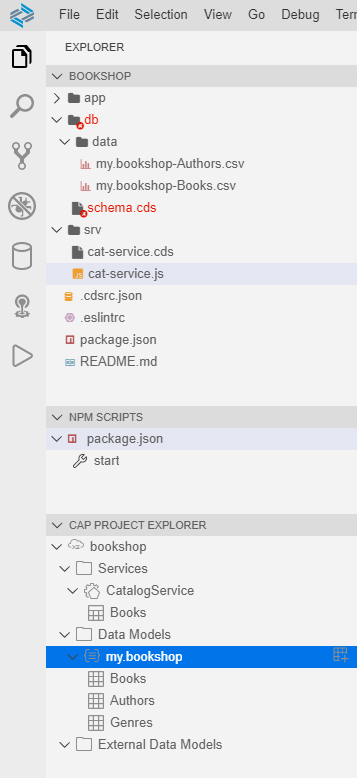 File Edit Selection View Go Debug Tern
EXPLORER
BOOKSHOP
app
db
data
my.bookshop-Authors.csv
my.bookshop-Books.csv
schema.cds
srv
cat-service.cds
JS cat-service.js
.cdsrc.json
.eslintrc
package.json
README.md
NPM SCRIPTS
package.json
start
CAP PROJECT EXPLORER
bookshop
Services
CatalogService
Books
Data Models
my.bookshop
Books
Authors
Genres
External Data Models